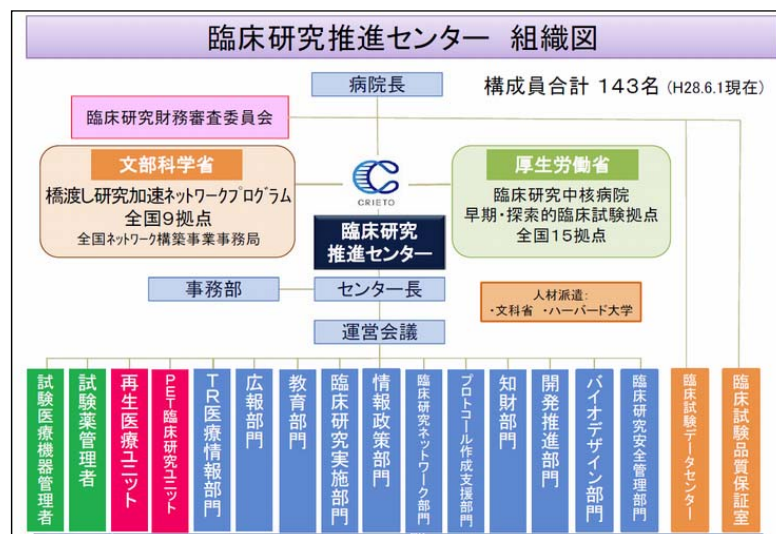 臨床研究推進センター 組織図
病院長
構成員合計 143名 (H28.6.1現在)
臨床研究財務審査委員会
文部科学省
橋渡し研究加速ネットワークプログラム
全国9拠点
全国ネットワーク構築事業事務局
CRIETO
厚生労働省
臨床研究中核病院
早期・探索的臨床試験拠点
全国15拠点
臨床研究
推進センター
事務部
センター長
人材派遣:
・文科省 ・ハーバード大学
運営会議
試験医療機器管理者
試験薬管理者
再生医療ユニット
PET臨床研究ユニット
TR医療情報部門
広報部門
教育部門
臨床研究実施部門
情報政策部門
臨床研究ネットワーク部門
プロトコール作成支援部門
知財部門
開発推進部門
バイオデザイン部門
臨床研究安全管理部門
臨床試験データセンター
臨床試験品質保証室